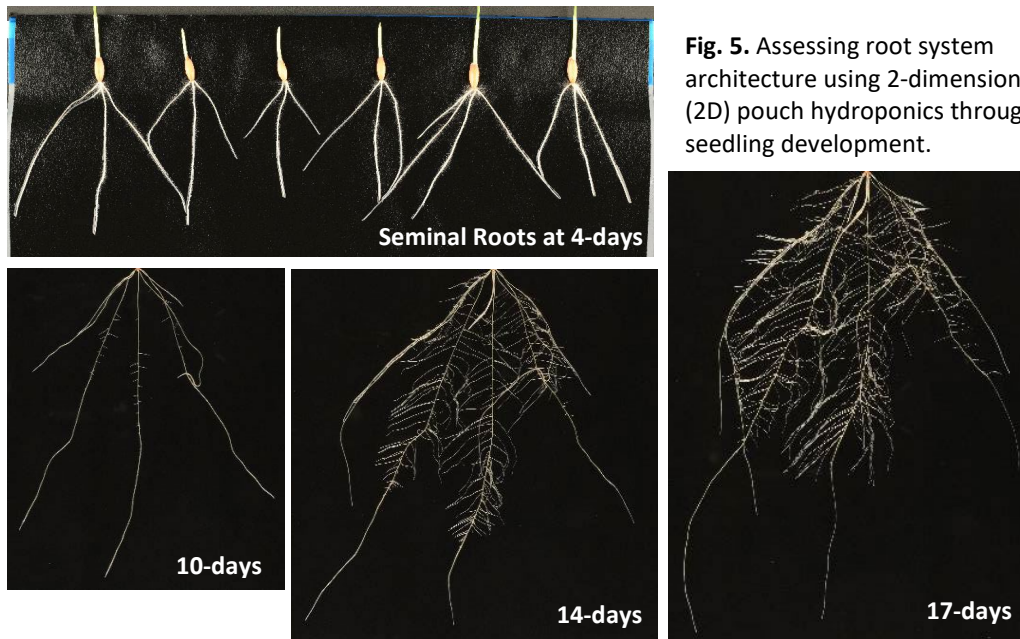 Fig. 5. Assessing root system
architecture using 2-dimension
(2D) pouch hydroponics throug
seedling development.
Seminal Roots at 4-days
10-days
14-days
17-days